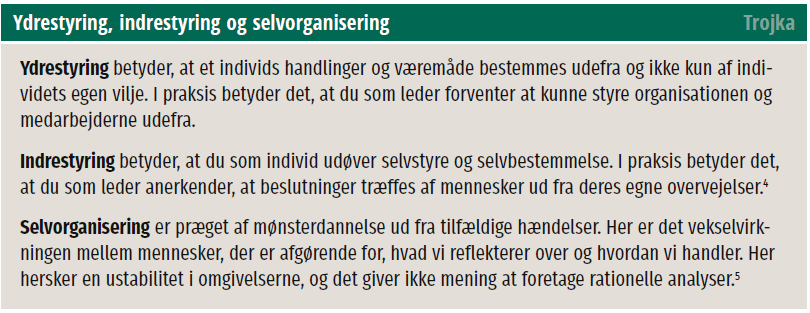 Ydrestyring, indrestyring og selvorganisering Trojka
Ydrestyring betyder, at et individs handlinger og væremåde bestemmes udefra og ikke kun af indi-
videts egen vilje. I praksis betyder det, at du som leder forventer at kunne styre organisationen og
medarbejderne udefra.
Indrestyring betyder, at du som individ udøver selvstyre og selvbestemmelse. I praksis betyder det,
at du som leder anerkender, at beslutninger træffes af mennesker ud fra deres egne overvejelser.⁴
Selvorganisering er præget af mønsterdannelse ud fra tilfældige hændelser. Her er det vekselvirk-
ningen mellem mennesker, der er afgørende for, hvad vi reflekterer over og hvordan vi handler. Her
hersker en ustabilitet i omgivelserne, og det giver ikke mening at foretage rationelle analyser.⁵